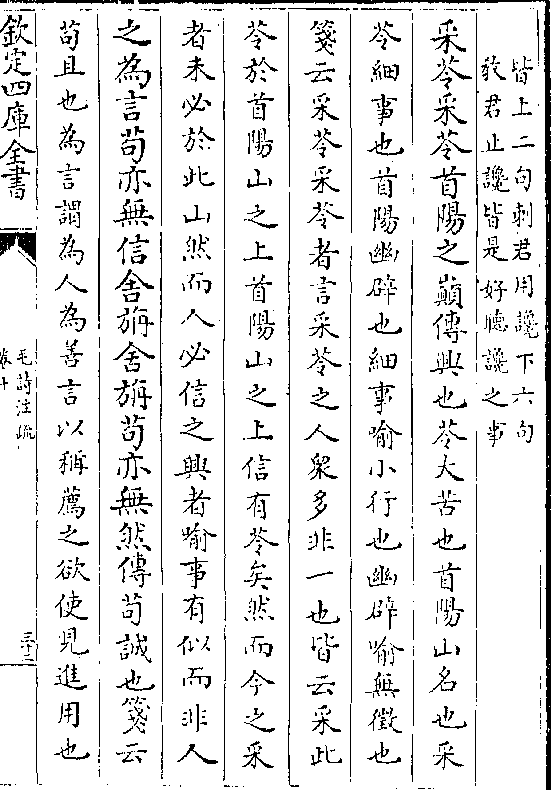 皆上二句刺君用讒下六句
教君止讒皆是好聽讒之事
采苓采苓首陽之巔傳興也苓大苦也首陽山名也采
苓細事也首陽幽辟也細事喻小行也幽辟喻無徵也
箋云采苓采苓者言采苓之人衆多非一也皆云采此
苓於首陽山之上首陽山之上信有苓矣然而今之采
者未必於此山然而人必信之興者喻事有似而非人
之為言苟亦無信舍旃舍旃苟亦無然傳苟誠也箋云
苟且也為言謂為人為善言以稱薦之欲使見進用也
欽定四庫全書
毛詩注疏
卷十
三十三